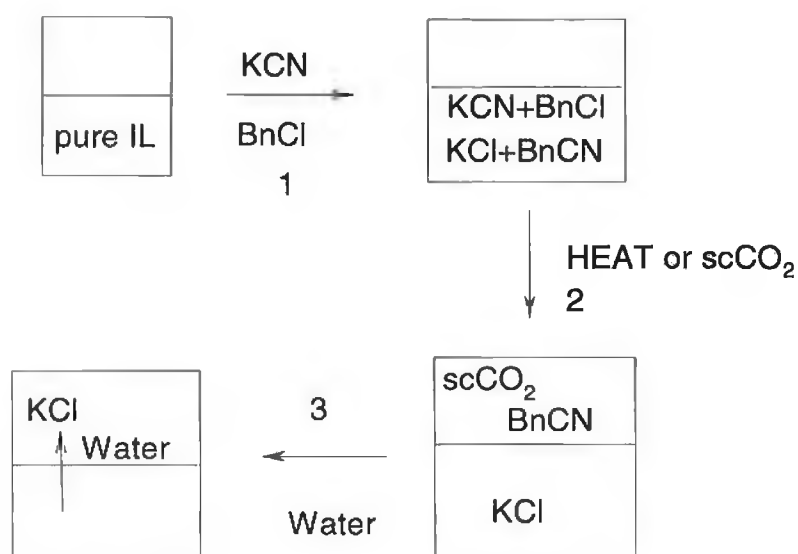 pure IL
KCN
BnCl
1
KCN+BnCl
KCl+BnCN
HEAT or scCO₂
2
scCO₂
BnCN
KCl
3
Water
KCl
Water